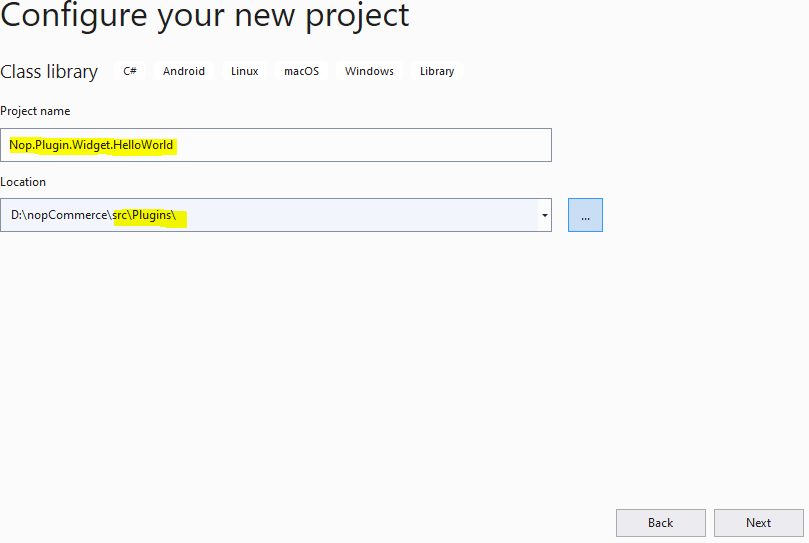 Configure your new project
Class library C# Android Linux macOS Windows Library
Project name
Nop.Plugin.Widget.HelloWorld
Location
D:\nopCommerce\src\Plugins\
...
Back Next